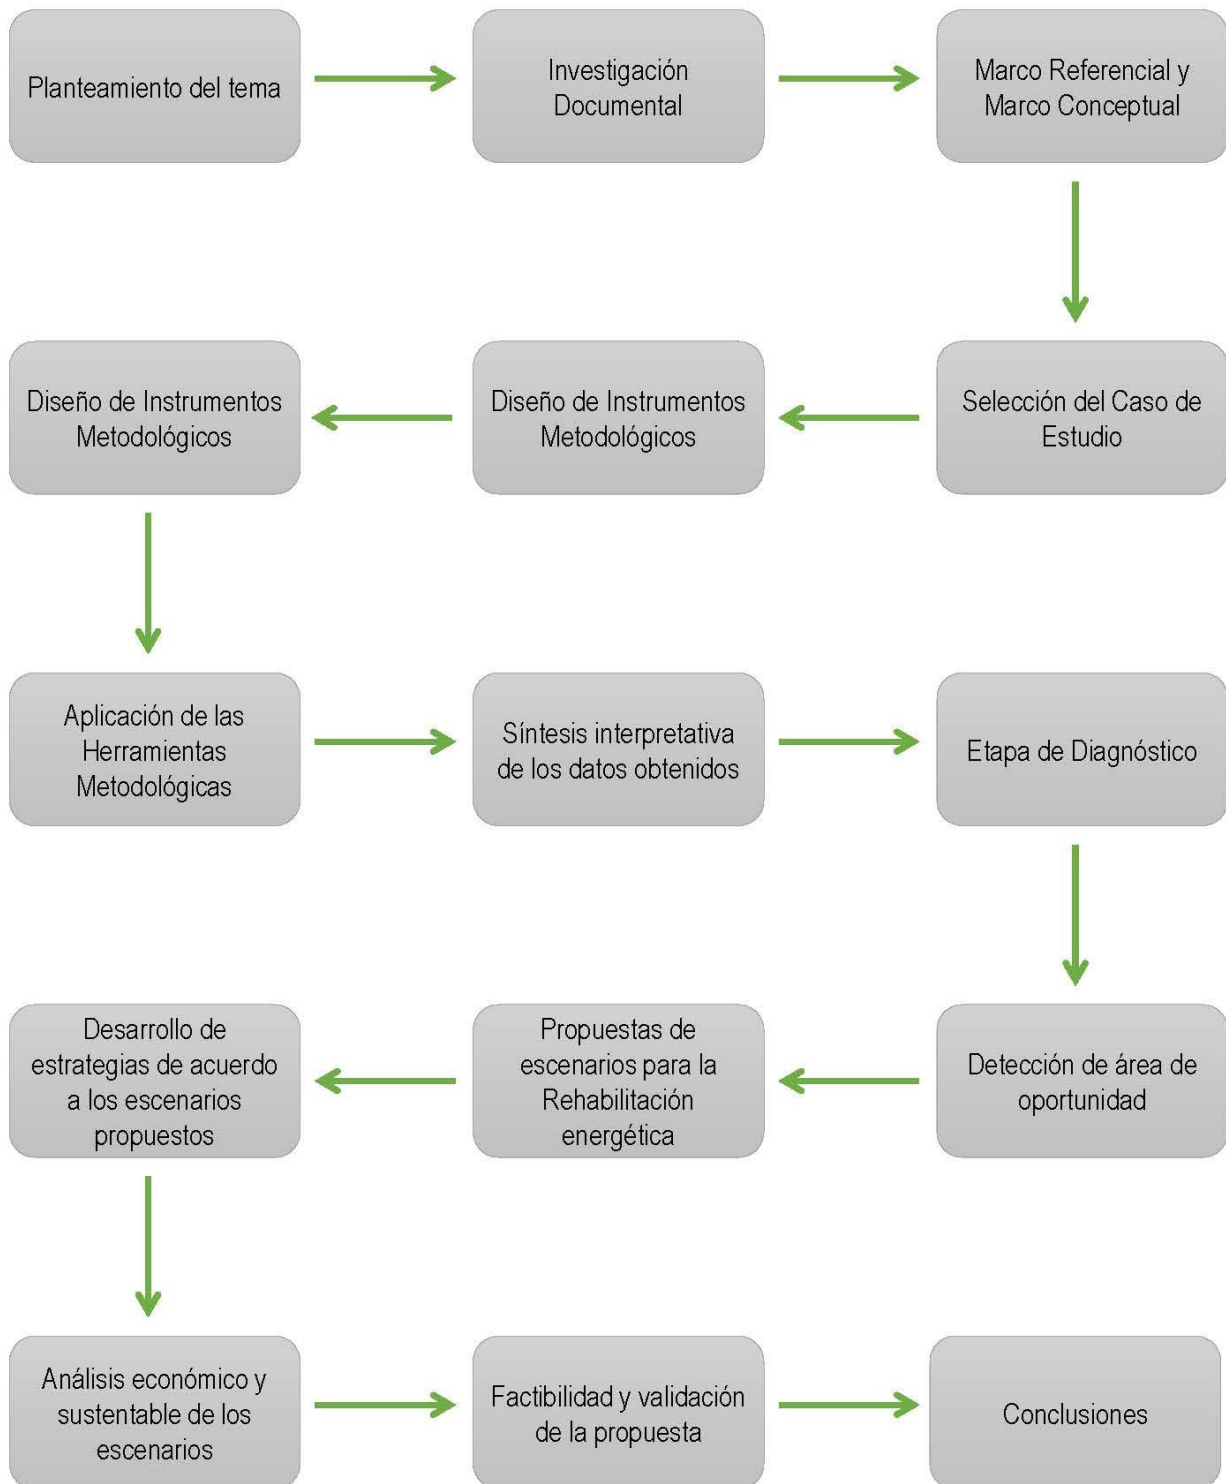 Planteamiento del tema
Investigación
Documental
Marco Referencial y
Marco Conceptual
Selección del Caso de
Estudio
Diseño de Instrumentos
Metodológicos
Diseño de Instrumentos
Metodológicos
Aplicación de las
Herramientas
Metodológicas
Síntesis interpretativa
de los datos obtenidos
Etapa de Diagnóstico
Detección de área de
oportunidad
Propuestas de
escenarios para la
Rehabilitación
energética
Desarrollo de
estrategias de acuerdo
a los escenarios
propuestos
Análisis económico y
sustentable de los
escenarios
Factibilidad y validación
de la propuesta
Conclusiones